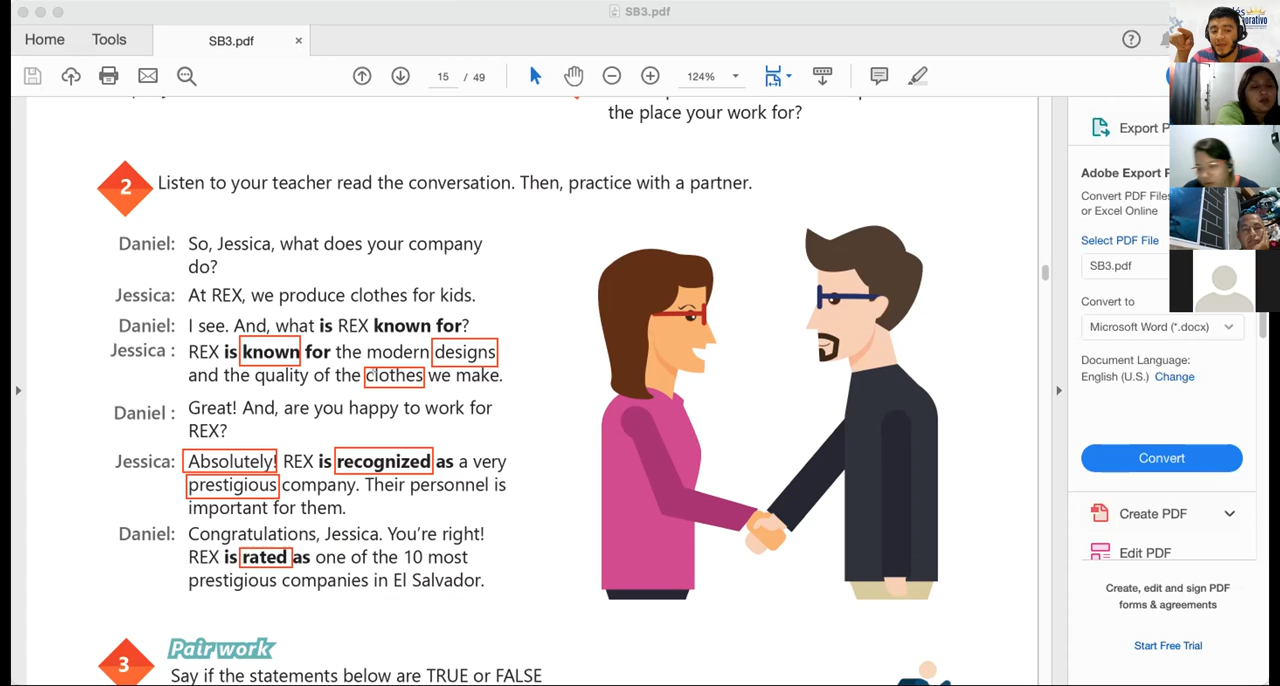 SB3.pdf
Home
Tools
SB3.pdf
×
15 / 49
124%
the place your work for?
2
Listen to your teacher read the conversation. Then, practice with a partner.
Daniel: So, Jessica, what does your company
do?
Jessica: At REX, we produce clothes for kids.
Daniel: I see. And, what is REX known for?
Jessica : REX is known for the modern designs
and the quality of the clothes we make.
Daniel : Great! And, are you happy to work for
REX?
Jessica: Absolutely! REX is recognized as a very
prestigious company. Their personnel is
important for them.
Daniel: Congratulations, Jessica. You’re right!
REX is rated as one of the 10 most
prestigious companies in El Salvador.
3
Pair work
Say if the statements below are TRUE or FALSE
Export P
Adobe Export P
Convert PDF Files
or Excel Online
Select PDF File
SB3.pdf
Convert to
Microsoft Word (*.docx)
Document Language:
English (U.S.) Change
Convert
Create PDF
Edit PDF
Create, edit and sign PDF
forms & agreements
Start Free Trial